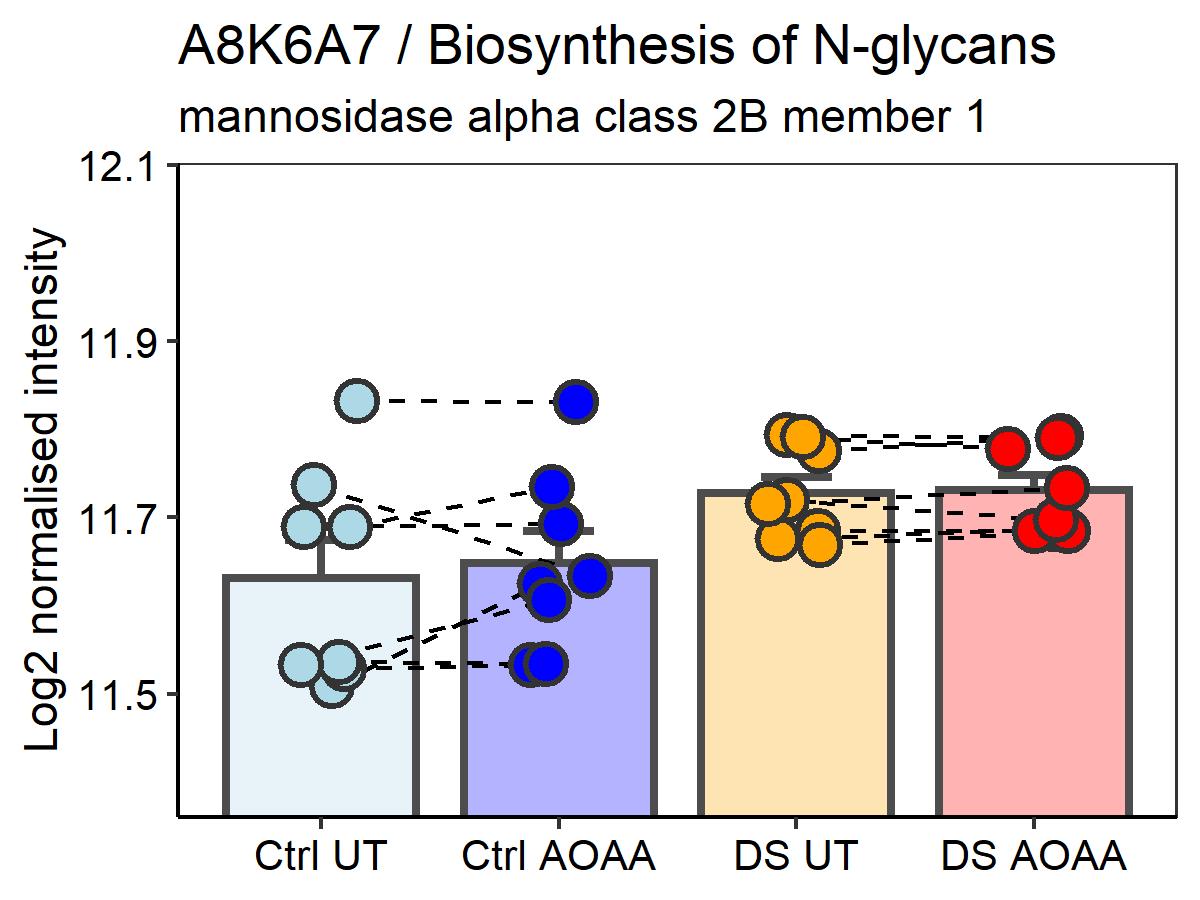 A8K6A7 / Biosynthesis of N-glycans
mannosidase alpha class 2B member 1
Log2 normalised intensity
12.1
11.9
11.7
11.5
Ctrl UT
Ctrl AOAA
DS UT
DS AOAA